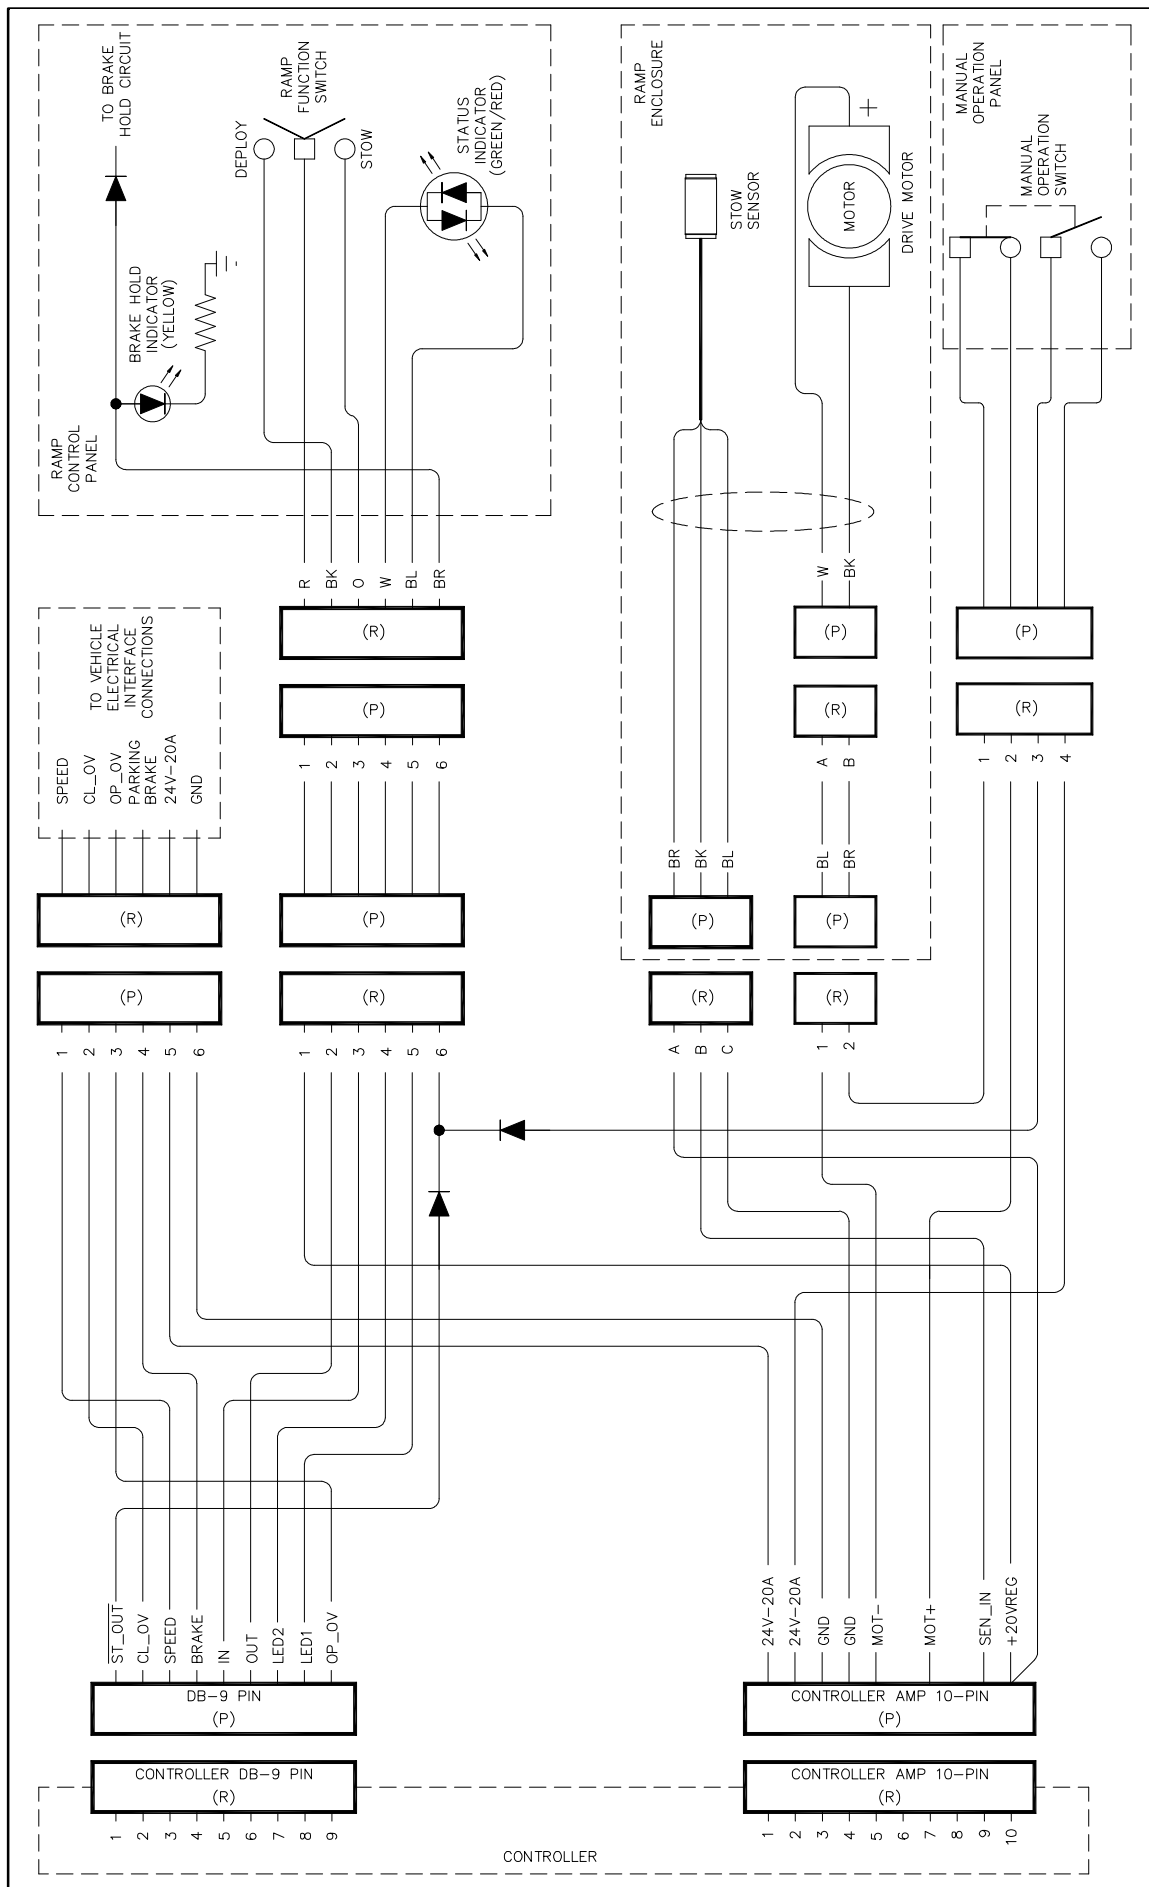 TO BRAKE
HOLD CIRCUIT
BRAKE HOLD
INDICATOR
(YELLOW)
RAMP
CONTROL
PANEL
RAMP
FUNCTION
SWITCH
DEPLOY
STOW
STATUS
INDICATOR
(GREEN/RED)
R
BK
O
W
BL
BR
(R)
(P)
1
2
3
4
5
6
(P)
(R)
1
2
3
4
5
6
TO VEHICLE
ELECTRICAL
INTERFACE
CONNECTIONS
SPEED
CL_OV
OP_OV
PARKING
BRAKE
24V-20A
GND
(R)
(P)
1
2
3
4
5
6
RAMP
ENCLOSURE
STOW
SENSOR
MOTOR
+
DRIVE MOTOR
W
BK
(P)
(R)
A
B
BR
BK
BL
BL
BR
(P)
(P)
(R)
(R)
A
B
C
1
2
MANUAL
OPERATION
PANEL
MANUAL
OPERATION
SWITCH
(P)
(R)
1
2
3
4
ST_OUT
CL_OV
SPEED
BRAKE
IN
OUT
LED2
LED1
OP_OV
DB-9 PIN
(P)
CONTROLLER DB-9 PIN
(R)
1
2
3
4
5
6
7
8
9
24V-20A
24V-20A
GND
GND
MOT-
MOT+
SEN_IN
+20VREG
CONTROLLER AMP 10-PIN
(P)
CONTROLLER AMP 10-PIN
(R)
1
2
3
4
5
6
7
8
9
10
CONTROLLER